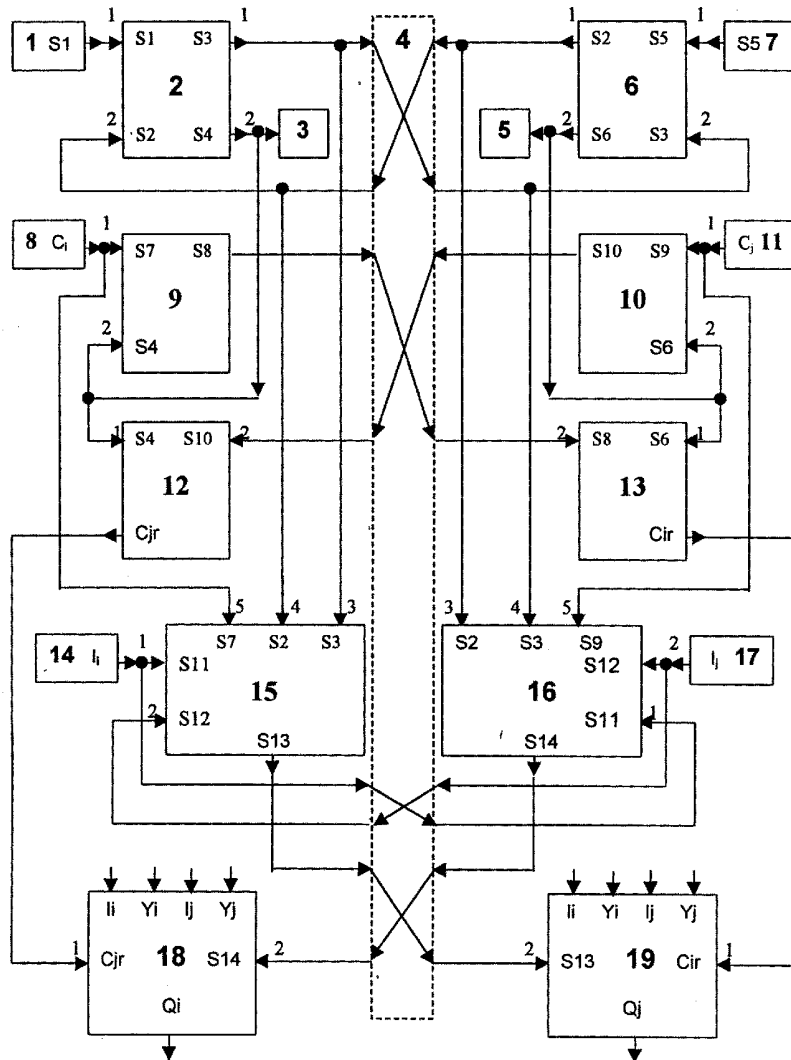 1 1 4 1 1
1 S1 S1 S3 S2 S5 S5 7
2 6
2 2 2 2
S2 S4 3 5 S6 S3
1 1
8 Ci S7 S8 S10 S9 Cj 11
9 10
2 2
S4 S6
1 S4 S10 2 2 S8 S6 1
12 13
Cjr Cir
5 4 3 3 4 5
1 S7 S2 S3 S2 S3 S9 2
14 Ii S11 S12 Ij 17
15 16
2 S12 S11 1
S13 S14
Ii Yi Ij Yj Ii Yi Ij Yj
1 Cjr 18 S14 2 2 S13 19 Cir 1
Qi Qj